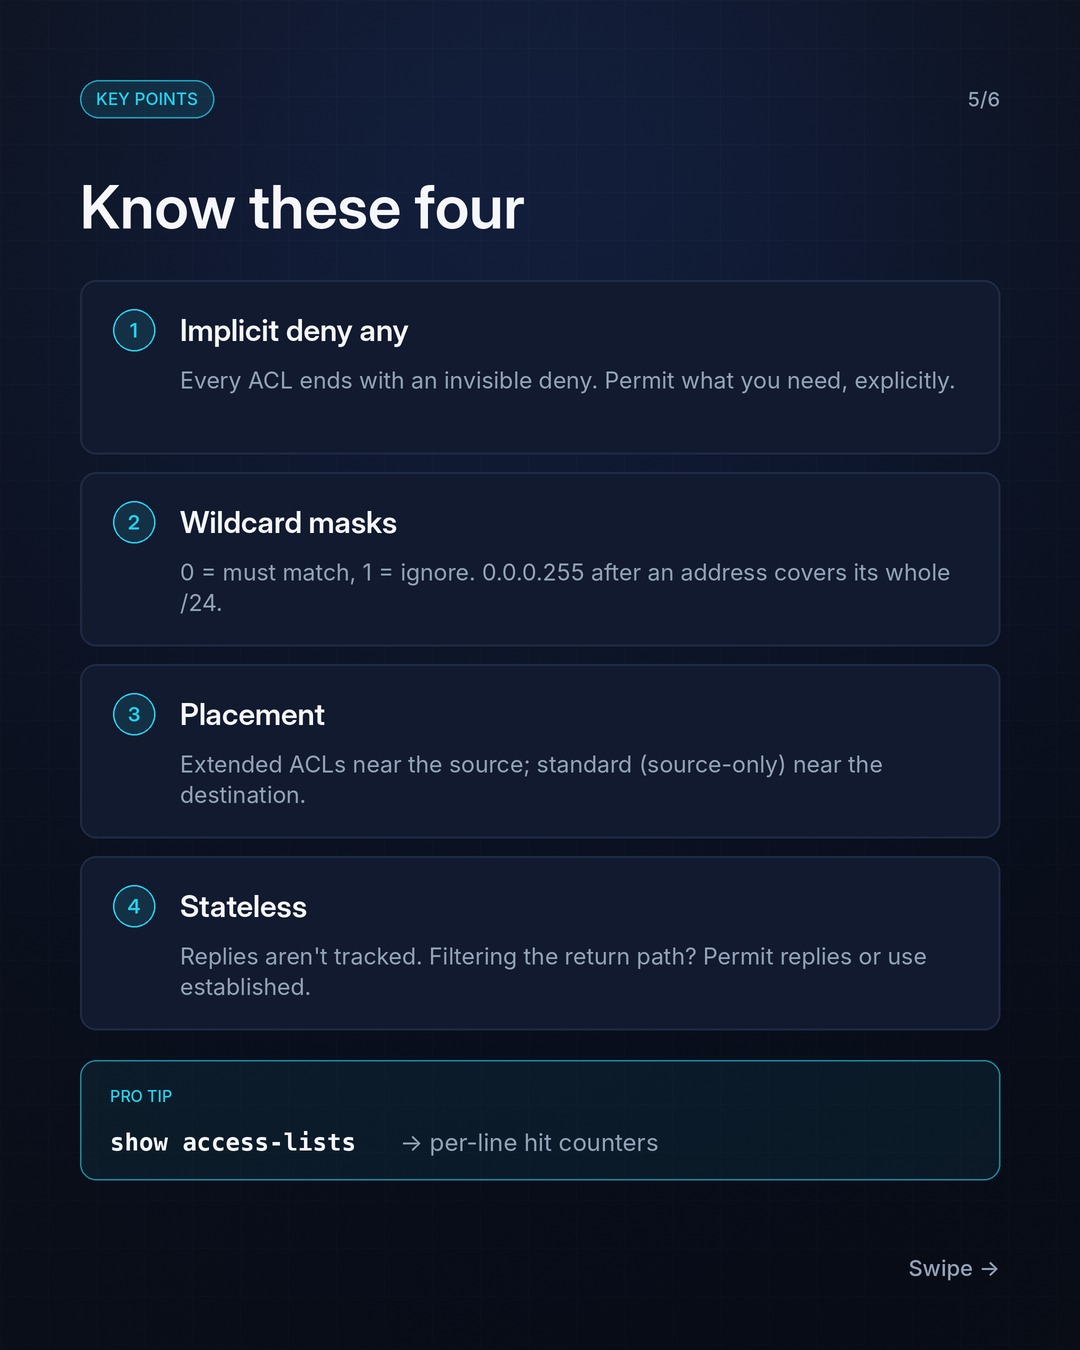 KEY POINTS
5/6
Know these four
1
Implicit deny any
Every ACL ends with an invisible deny. Permit what you need, explicitly.
2
Wildcard masks
0 = must match, 1 = ignore. 0.0.0.255 after an address covers its whole
/24.
3
Placement
Extended ACLs near the source; standard (source-only) near the
destination.
4
Stateless
Replies aren't tracked. Filtering the return path? Permit replies or use
established.
PRO TIP
show access-lists → per-line hit counters
Swipe →